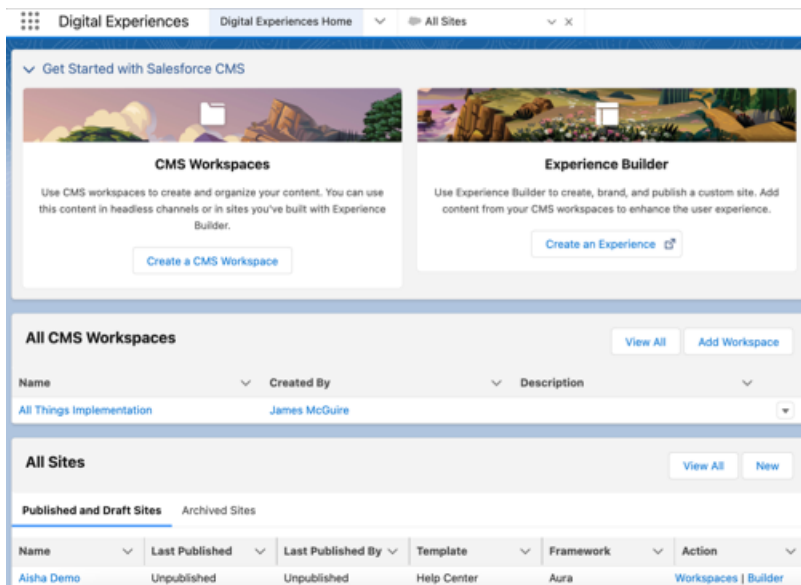 Digital Experiences Digital Experiences Home All Sites
Get Started with Salesforce CMS
CMS Workspaces
Use CMS workspaces to create and organize your content. You can use
this content in headless channels or in sites you've built with Experience
Builder.
Create a CMS Workspace
Experience Builder
Use Experience Builder to create, brand, and publish a custom site. Add
content from your CMS workspaces to enhance the user experience.
Create an Experience
All CMS Workspaces View All Add Workspace
Name Created By Description
All Things Implementation James McGuire
All Sites View All New
Published and Draft Sites Archived Sites
Name Last Published Last Published By Template Framework Action
Aisha Demo Unpublished Unpublished Help Center Aura Workspaces | Builder